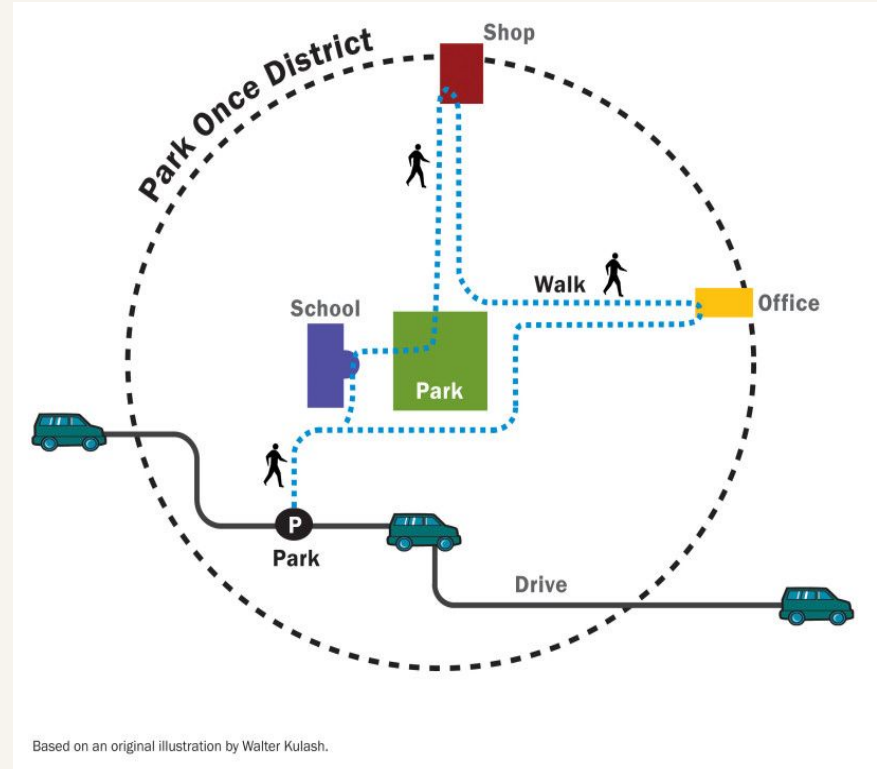 Shop
Park Once District
Walk
Office
School
Park
P
Park
Drive
Based on an original illustration by Walter Kulash.